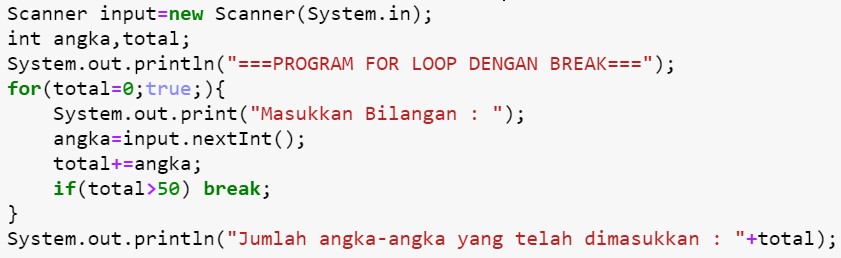 Scanner input=new Scanner(System.in);
int angka,total;
System.out.println("===PROGRAM FOR LOOP DENGAN BREAK===");
for(total=0;true;){
    System.out.print("Masukkan Bilangan : ");
    angka=input.nextInt();
    total+=angka;
    if(total>50) break;
}
System.out.println("Jumlah angka-angka yang telah dimasukkan : "+total);